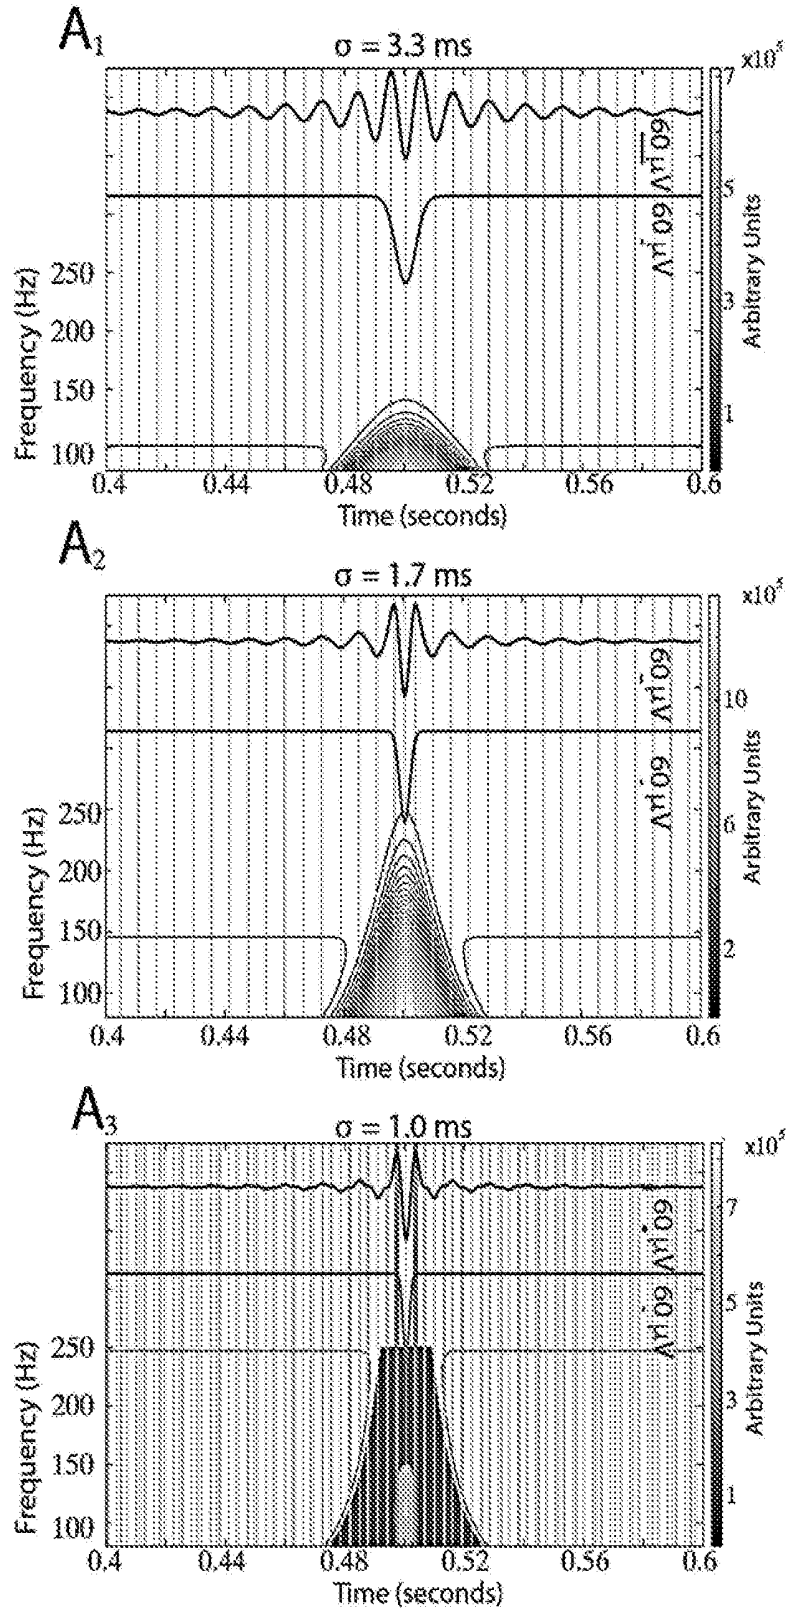 A1
σ = 3.3 ms
x10⁵
7
5
3
1
Arbitrary Units
60 μV
60 μV
Frequency (Hz)
250
200
150
100
0.4 0.44 0.48 0.52 0.56 0.6
Time (seconds)
A2
σ = 1.7 ms
x10⁵
10
6
2
Arbitrary Units
60 μV
60 μV
Frequency (Hz)
250
200
150
100
0.4 0.44 0.48 0.52 0.56 0.6
Time (seconds)
A3
σ = 1.0 ms
x10⁵
7
5
3
1
Arbitrary Units
60 μV
60 μV
Frequency (Hz)
250
200
150
100
0.4 0.44 0.48 0.52 0.56 0.6
Time (seconds)